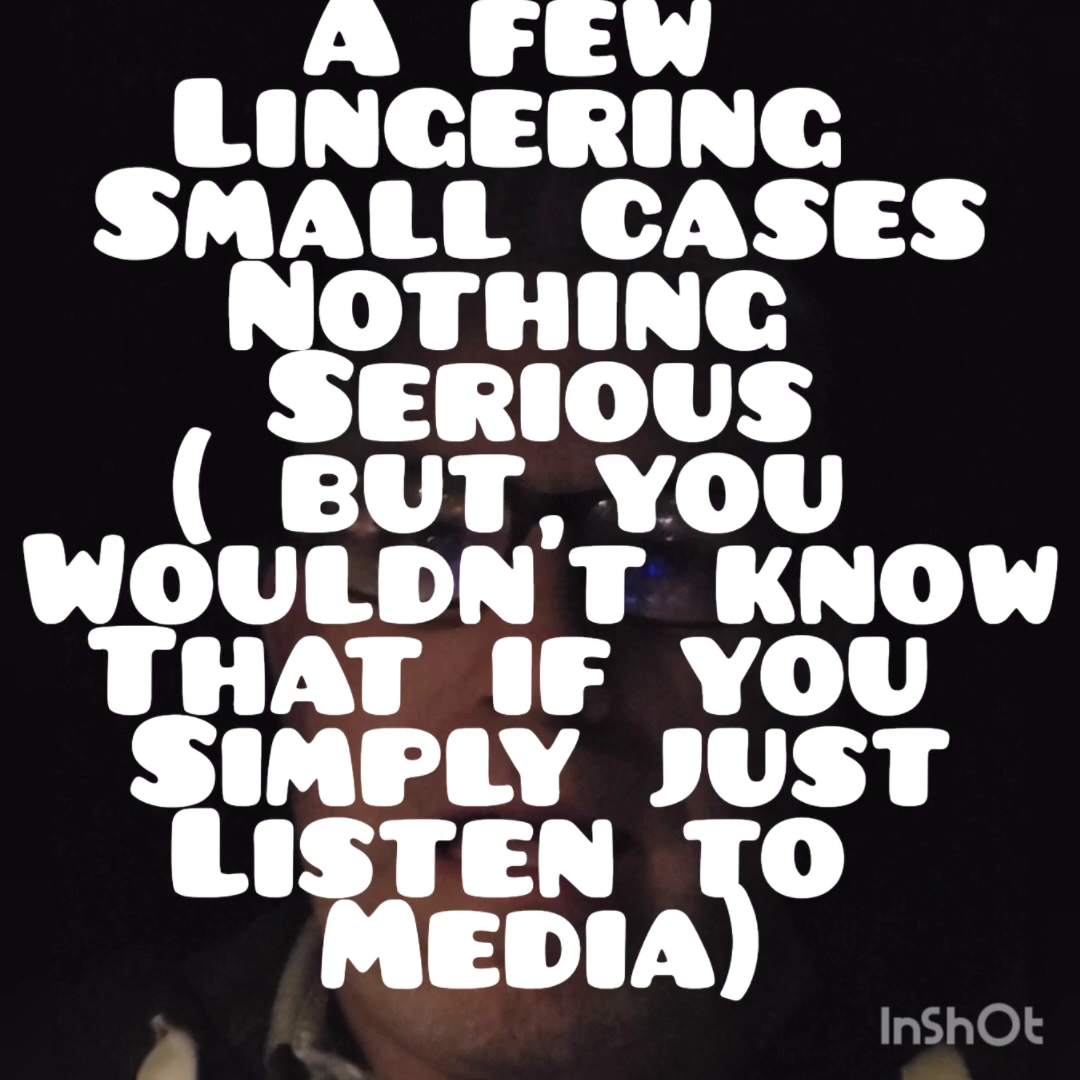 A FEW
LINGERING
SMALL CASES
NOTHING
SERIOUS
( BUT, YOU
WOULDN'T KNOW
THAT IF YOU
SIMPLY JUST
LISTEN TO
MEDIA)
InShOt